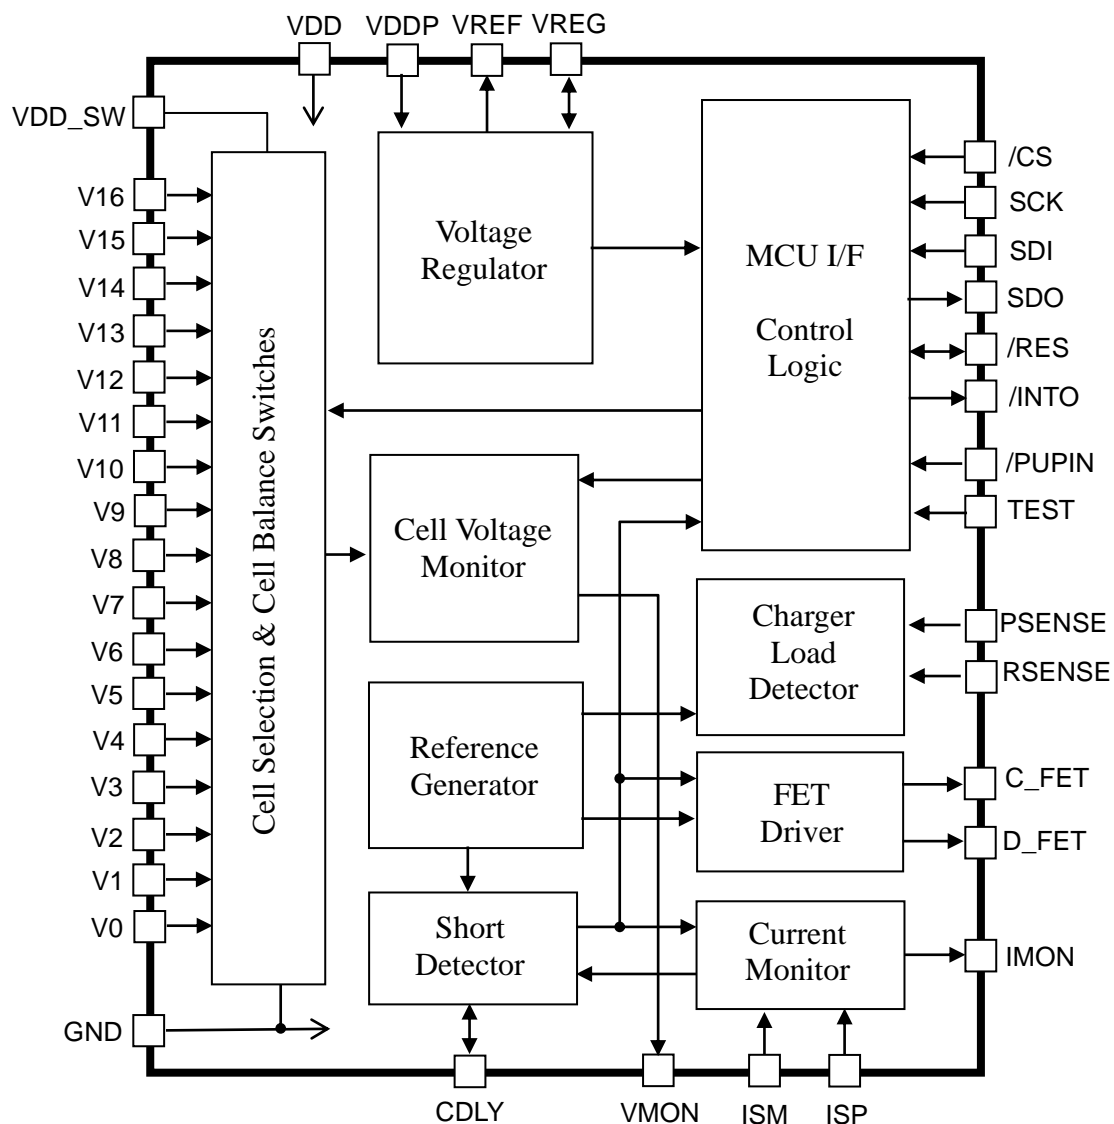 VDD
VDDP
VREF
VREG
VDD_SW
V16
V15
V14
V13
V12
V11
V10
V9
V8
V7
V6
V5
V4
V3
V2
V1
V0
GND
Cell Selection & Cell Balance Switches
Voltage
Regulator
MCU I/F
Control
Logic
Cell Voltage
Monitor
Charger
Load
Detector
Reference
Generator
FET
Driver
Short
Detector
Current
Monitor
/CS
SCK
SDI
SDO
/RES
/INTO
/PUPIN
TEST
PSENSE
RSENSE
C_FET
D_FET
IMON
CDLY
VMON
ISM
ISP